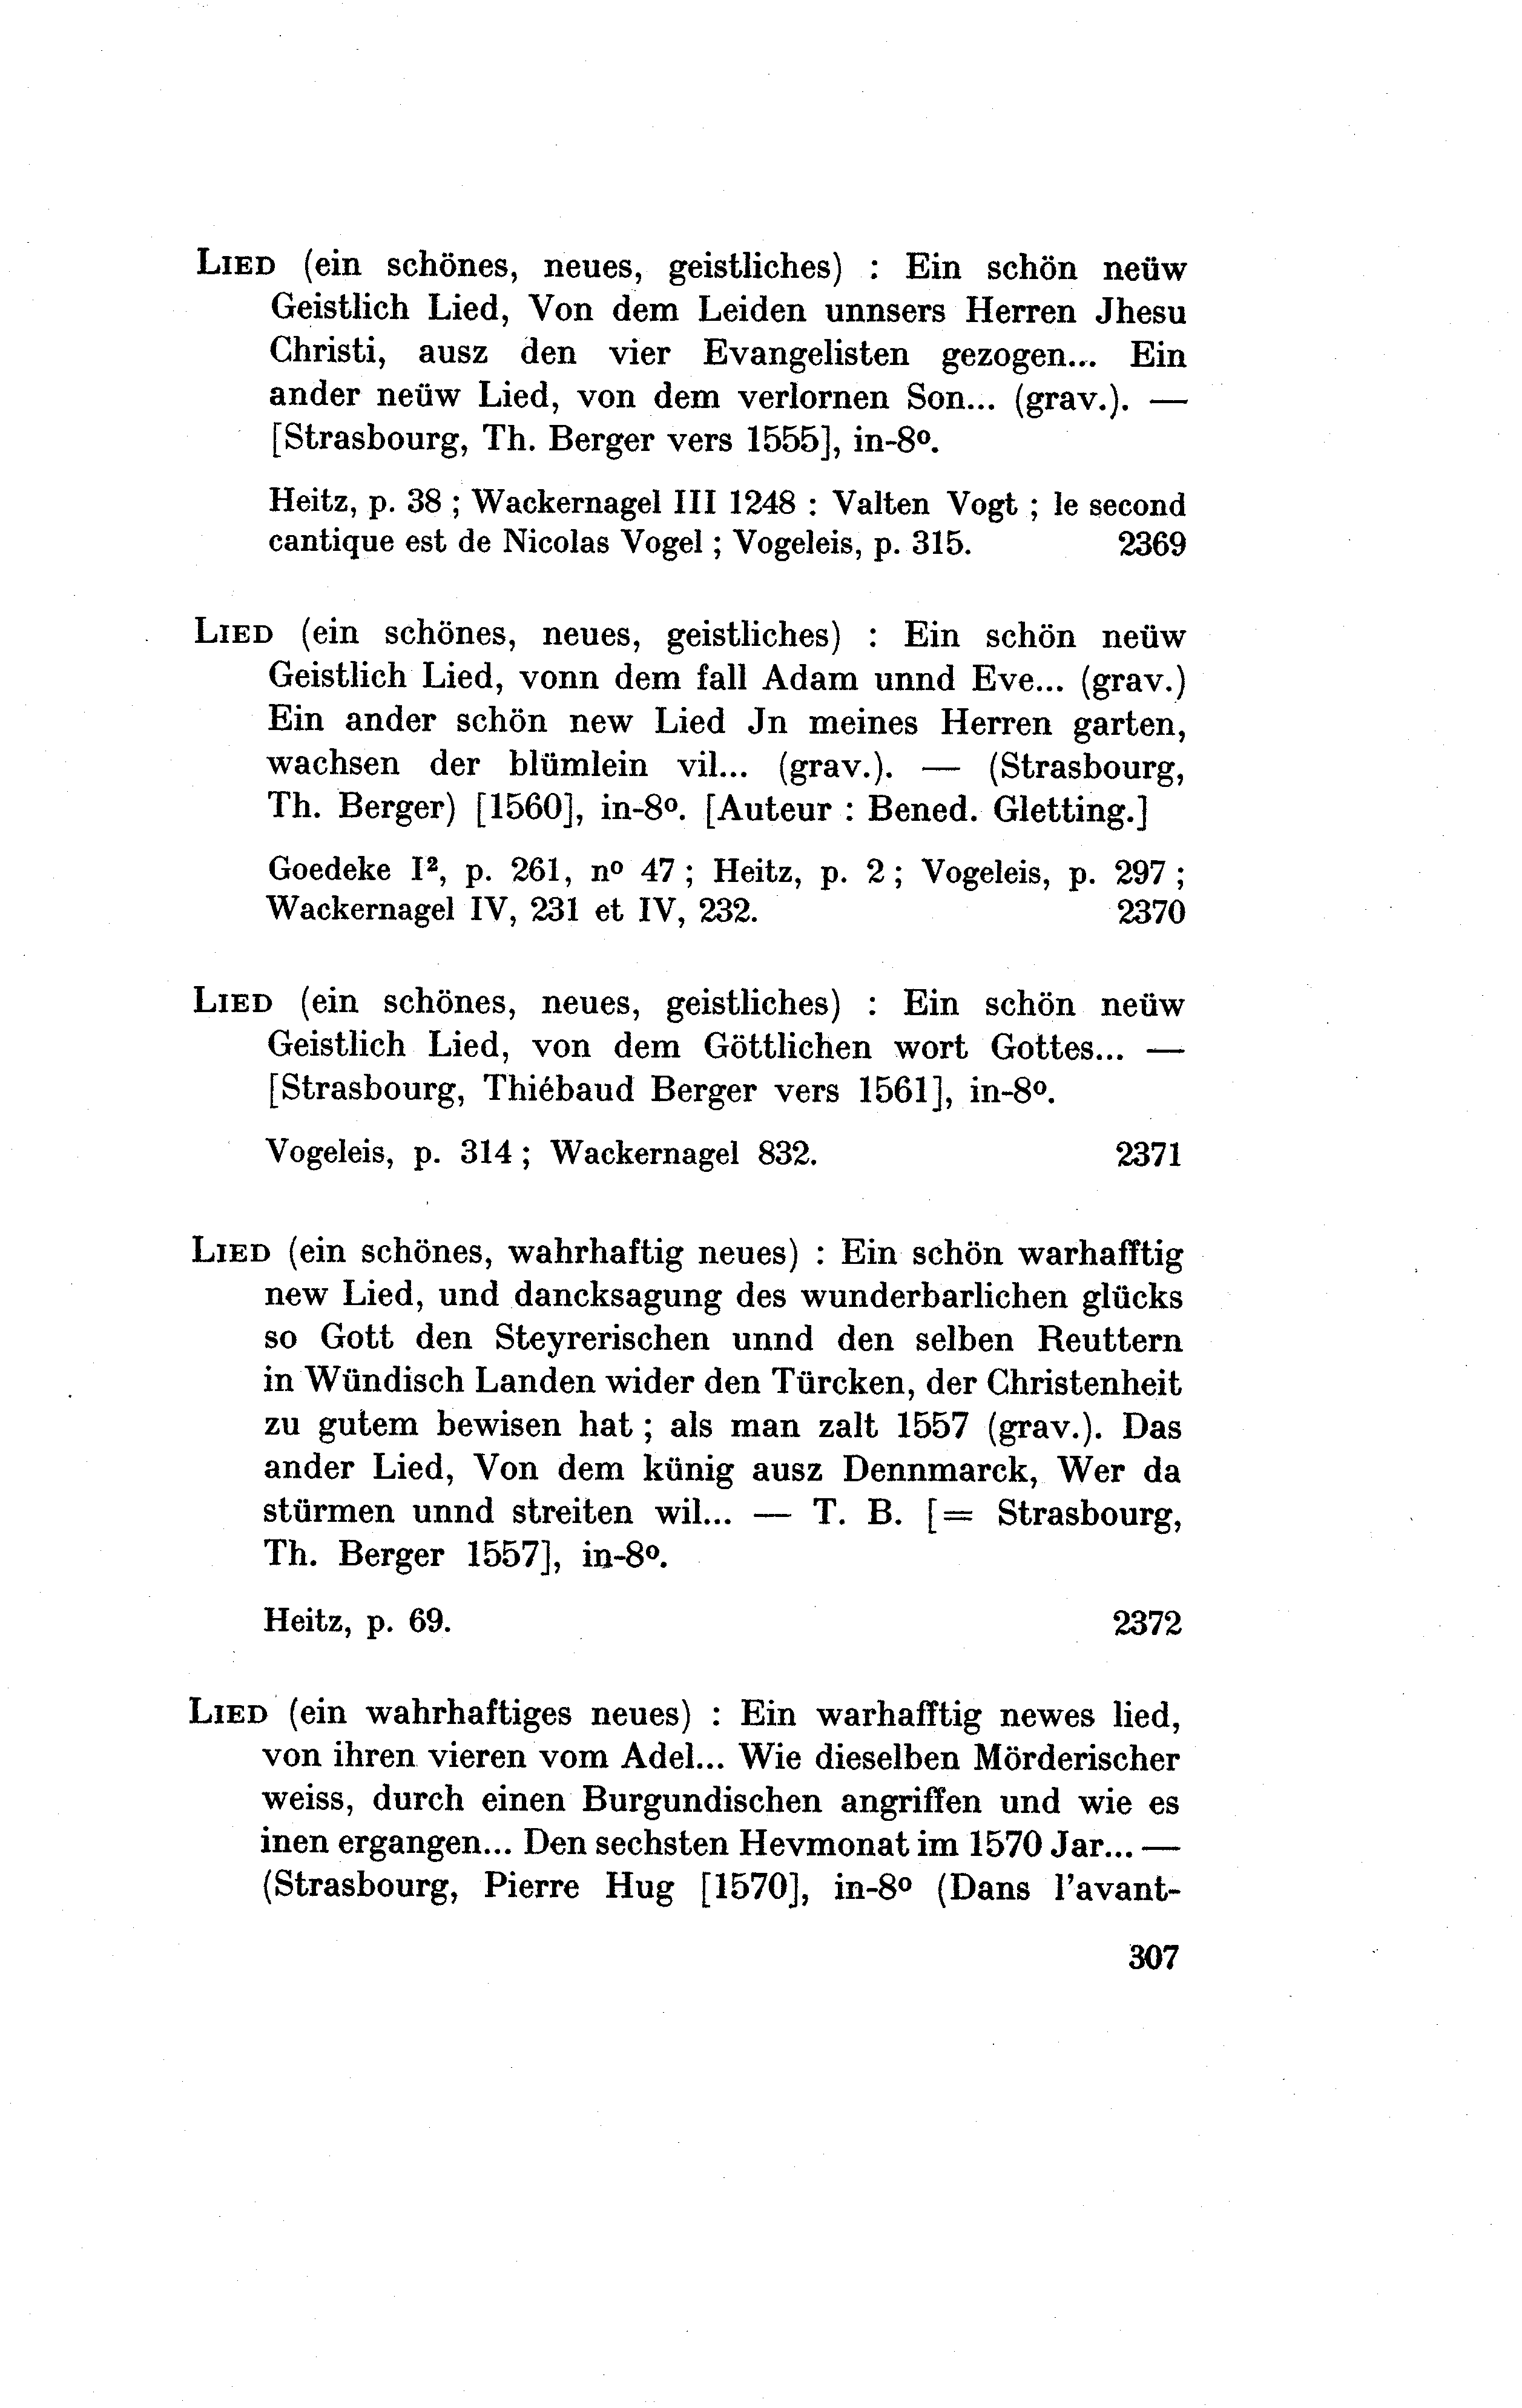 LIED (ein schönes, neues, geistliches) : Ein schön neüw
Geistlich Lied, Von dem Leiden unnsers Herren Jhesu
Christi, ausz den vier Evangelisten gezogen... Ein
ander neüw Lied, von dem verlornen Son... (grav.). —
[Strasbourg, Th. Berger vers 1555], in-8º.
Heitz, p. 38 ; Wackernagel III 1248 : Valten Vogt ; le second
cantique est de Nicolas Vogel ; Vogeleis, p. 315. 2369
LIED (ein schönes, neues, geistliches) : Ein schön neüw
Geistlich Lied, vonn dem fall Adam unnd Eve... (grav.)
Ein ander schön new Lied Jn meines Herren garten,
wachsen der blümlein vil... (grav.). — (Strasbourg,
Th. Berger) [1560], in-8º. [Auteur : Bened. Gletting.]
Goedeke I², p. 261, nº 47 ; Heitz, p. 2 ; Vogeleis, p. 297 ;
Wackernagel IV, 231 et IV, 232. 2370
LIED (ein schönes, neues, geistliches) : Ein schön neüw
Geistlich Lied, von dem Göttlichen wort Gottes... —
[Strasbourg, Thiébaud Berger vers 1561], in-8º.
Vogeleis, p. 314 ; Wackernagel 832. 2371
LIED (ein schönes, wahrhaftig neues) : Ein schön warhafftig
new Lied, und dancksagung des wunderbarlichen glücks
so Gott den Steyrerischen unnd den selben Reuttern
in Wündisch Landen wider den Türcken, der Christenheit
zu gutem bewisen hat ; als man zalt 1557 (grav.). Das
ander Lied, Von dem künig ausz Dennmarck, Wer da
stürmen unnd streiten wil... — T. B. [= Strasbourg,
Th. Berger 1557], in-8º.
Heitz, p. 69. 2372
LIED (ein wahrhaftiges neues) : Ein warhafftig newes lied,
von ihren vieren vom Adel... Wie dieselben Mörderischer
weiss, durch einen Burgundischen angriffen und wie es
inen ergangen... Den sechsten Hevmonat im 1570 Jar... —
(Strasbourg, Pierre Hug [1570], in-8º (Dans l'avant-
307